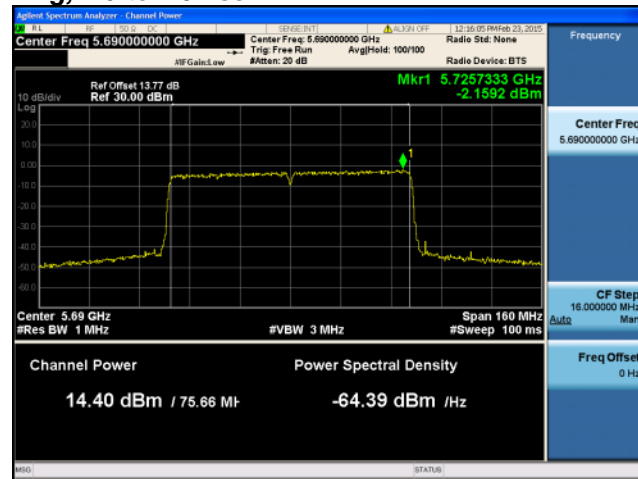 Agilent Spectrum Analyzer - Channel Power
RL RF 50 Ω DC SENSE:INT ALIGN OFF 12:16:05 PM Feb 23, 2015
Center Freq 5.690000000 GHz
Center Freq: 5.690000000 GHz
Radio Std: None
Trig: Free Run Avg|Hold: 100/100
#IFGain:Low #Atten: 20 dB Radio Device: BTS
Frequency
Ref Offset 13.77 dB
Mkr1 5.7257333 GHz
10 dB/div Ref 30.00 dBm
-2.1592 dBm
Log
20.0
10.0
0.00
-10.0
-20.0
-30.0
-40.0
-50.0
-60.0
1
Center 5.69 GHz Span 160 MHz
#Res BW 1 MHz #VBW 3 MHz #Sweep 100 ms
Channel Power Power Spectral Density
14.40 dBm / 75.66 MH -64.39 dBm /Hz
Center Freq
5.690000000 GHz
CF Step
16.000000 MHz
Auto Man
Freq Offset
0 Hz
MSG STATUS